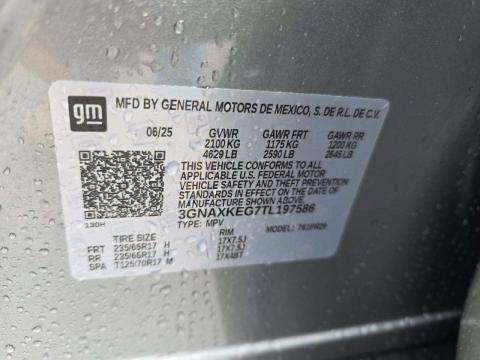 gm
MFD BY GENERAL MOTORS DE MEXICO, S. DE R.L. DE C.V.
06/25 GVWR GAWR FRT GAWR RR
2100 KG 1175 KG 1200 KG
4629 LB 2590 LB 2645 LB
THIS VEHICLE CONFORMS TO ALL
APPLICABLE U.S. FEDERAL MOTOR
VEHICLE SAFETY AND THEFT PREVENTION
STANDARDS IN EFFECT ON THE DATE OF
MANUFACTURE SHOWN ABOVE.
3GNAXKEG7TL197586
130H TYPE: MPV MODEL:
TIRE SIZE RIM
FRT 235/65R17 H 17X7.5J
RR 235/65R17 H 17X7.5J
SPA T125/70R17 M 17X4BT